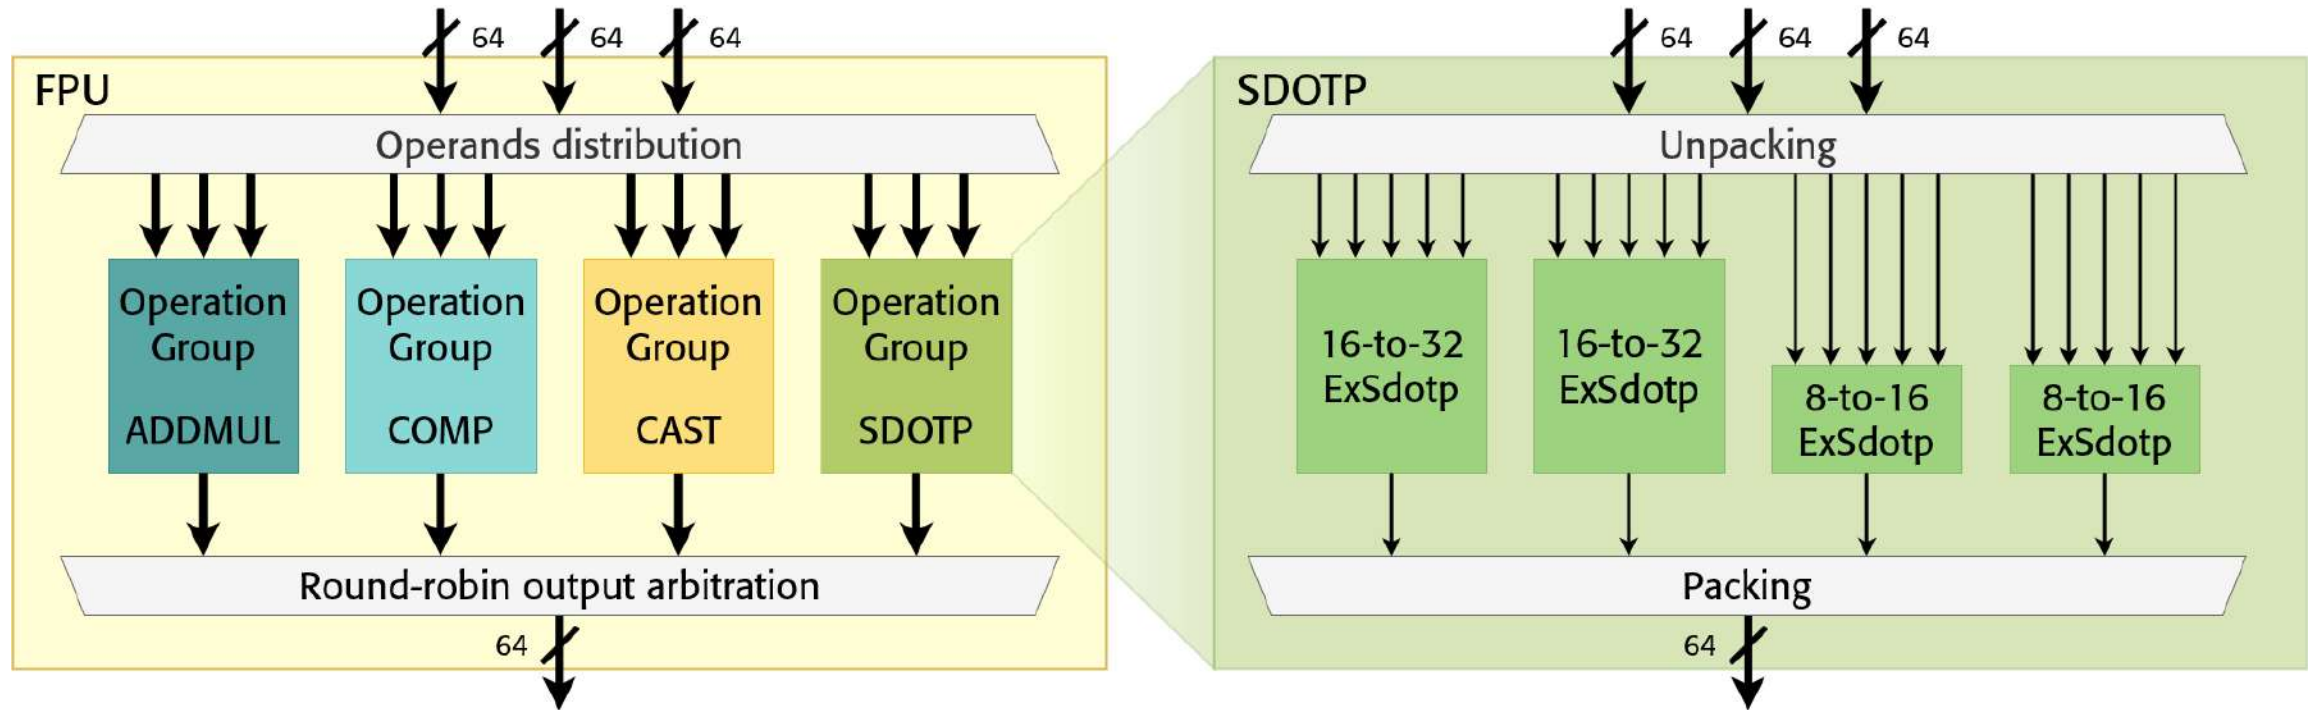 64 64 64
FPU
Operands distribution
Operation
Group
ADDMUL
Operation
Group
COMP
Operation
Group
CAST
Operation
Group
SDOTP
Round-robin output arbitration
64
64 64 64
SDOTP
Unpacking
16-to-32
ExSdotp
16-to-32
ExSdotp
8-to-16
ExSdotp
8-to-16
ExSdotp
Packing
64